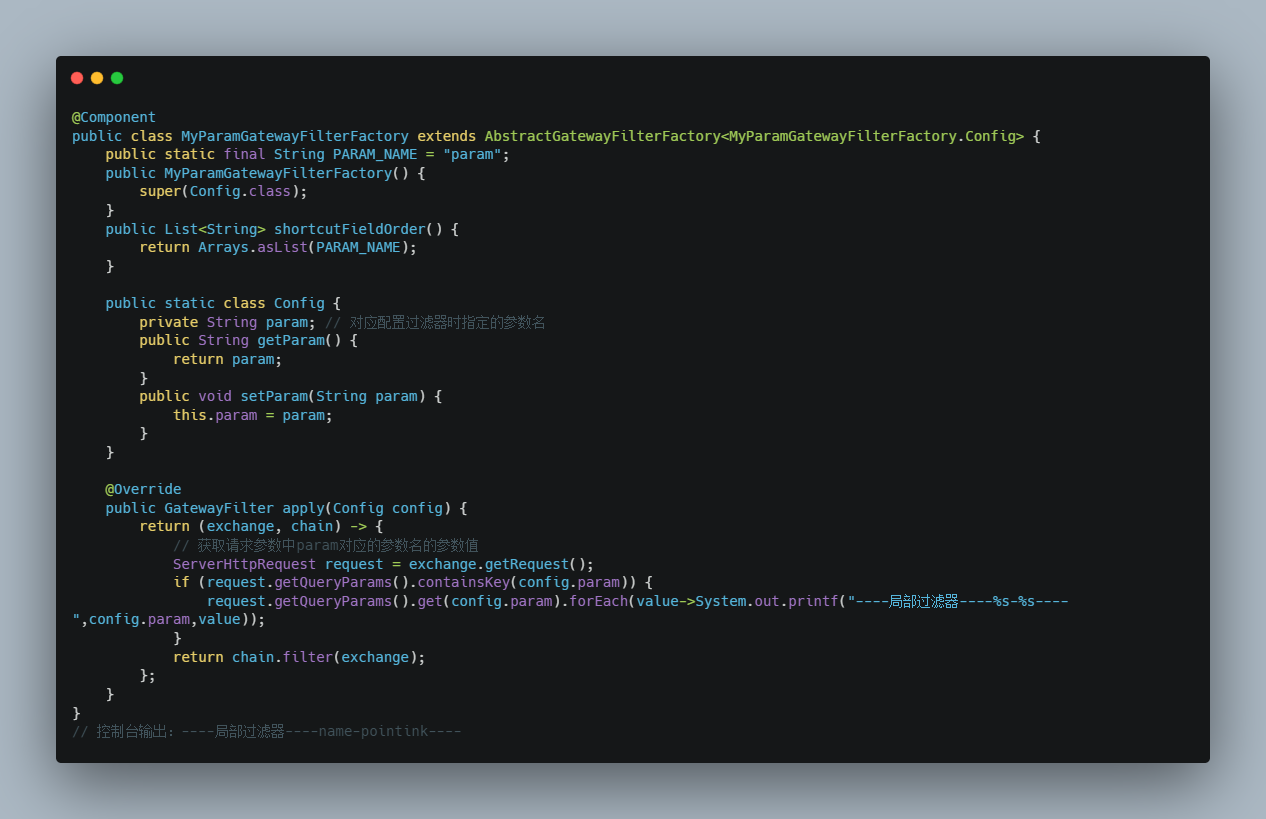 @Component
public class MyParamGatewayFilterFactory extends AbstractGatewayFilterFactory<MyParamGatewayFilterFactory.Config> {
    public static final String PARAM_NAME = "param";
    public MyParamGatewayFilterFactory() {
        super(Config.class);
    }
    public List<String> shortcutFieldOrder() {
        return Arrays.asList(PARAM_NAME);
    }

    public static class Config {
        private String param; // 对应配置过滤器时指定的参数名
        public String getParam() {
            return param;
        }
        public void setParam(String param) {
            this.param = param;
        }
    }

    @Override
    public GatewayFilter apply(Config config) {
        return (exchange, chain) -> {
            // 获取请求参数中param对应的参数名的参数值
            ServerHttpRequest request = exchange.getRequest();
            if (request.getQueryParams().containsKey(config.param)) {
                request.getQueryParams().get(config.param).forEach(value->System.out.printf("----局部过滤器----%s-%s----
",config.param,value));
            }
            return chain.filter(exchange);
        };
    }
}
// 控制台输出: ----局部过滤器----name-pointink----